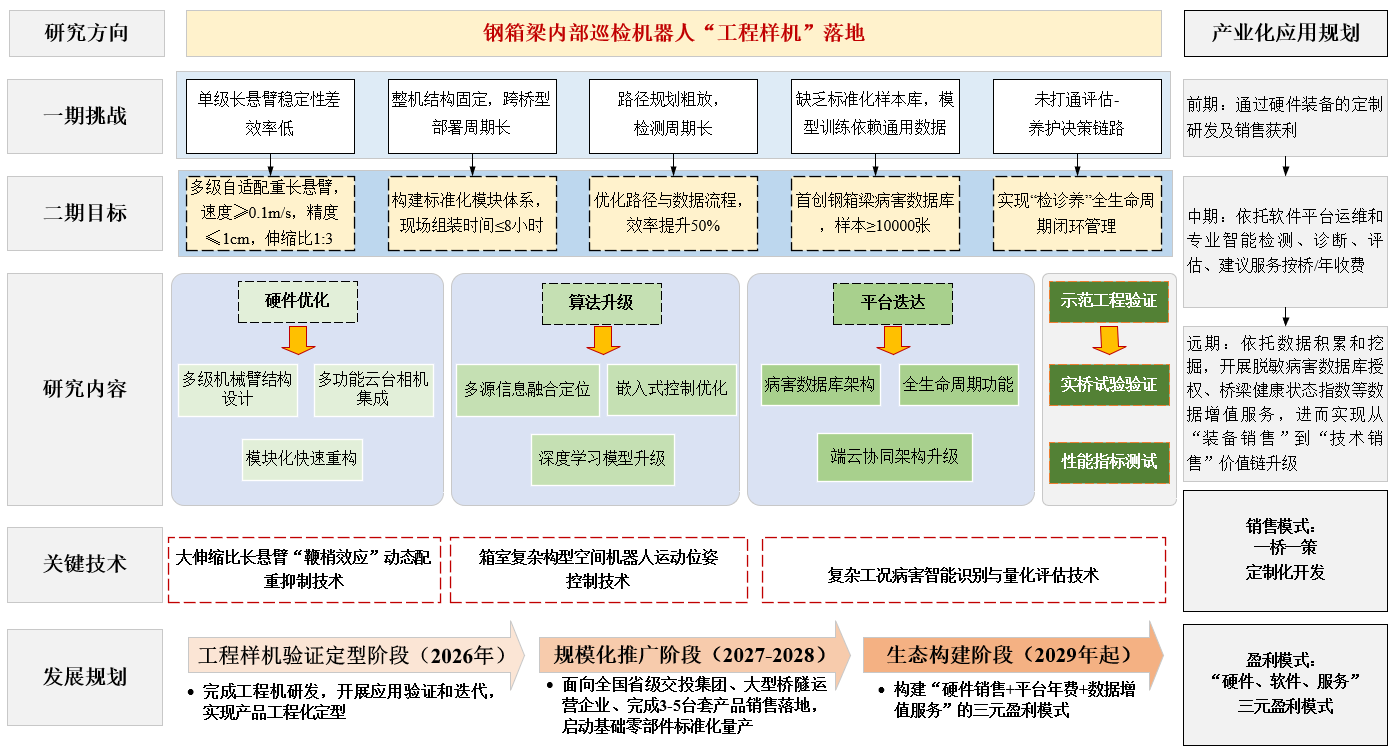 研究方向
钢箱梁内部巡检机器人“工程样机”落地
产业化应用规划
一期挑战
单级长悬臂稳定性差
效率低
整机结构固定，跨桥型
部署周期长
路径规划粗放，
检测周期长
缺乏标准化样本库，模
型训练依赖通用数据
未打通评估-
养护决策链路
前期：通过硬件装备的定制
研发及销售获利
二期目标
多级自适配重长悬臂，
速度≥0.1m/s，精度
≤1cm，伸缩比1:3
构建标准化模块体系，
现场组装时间≤8小时
优化路径与数据流程，
效率提升50%
首创钢箱梁病害数据库
，样本≥10000张
实现“检诊养”全生命周
期闭环管理
中期：依托软件平台运维和
专业智能检测、诊断、评
估、建议服务按桥/年收费
研究内容
硬件优化
多级机械臂结构
设计
多功能云台相机
集成
模块化快速重构
算法升级
多源信息融合定位
嵌入式控制优化
深度学习模型升级
平台迭达
病害数据库架构
全生命周期功能
端云协同架构升级
示范工程验证
实桥试验验证
性能指标测试
远期：依托数据积累和挖
掘，开展脱敏病害数据库授
权、桥梁健康状态指数等数
据增值服务，进而实现从
“装备销售”到“技术销
售”价值链升级
关键技术
大伸缩比长悬臂“鞭梢效应”动态配
重抑制技术
箱室复杂构型空间机器人运动位姿
控制技术
复杂工况病害智能识别与量化评估技术
销售模式：
一桥一策
定制化开发
发展规划
工程样机验证定型阶段（2026年）
• 完成工程机研发，开展应用验证和迭代，
实现产品工程化定型
规模化推广阶段（2027-2028）
• 面向全国省级交投集团、大型桥隧运
营企业、完成3-5台套产品销售落地，
启动基础零部件标准化量产
生态构建阶段（2029年起）
• 构建“硬件销售+平台年费+数据增
值服务”的三元盈利模式
盈利模式：
“硬件、软件、服务”
三元盈利模式